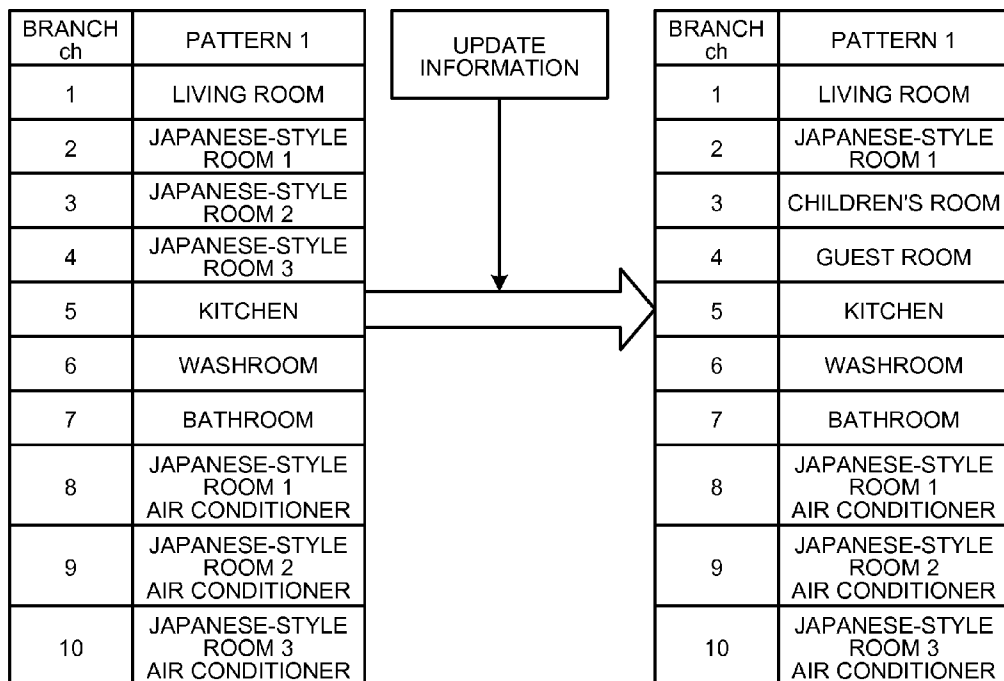 BRANCH
ch
PATTERN 1
1
LIVING ROOM
2
JAPANESE-STYLE
ROOM 1
3
JAPANESE-STYLE
ROOM 2
4
JAPANESE-STYLE
ROOM 3
5
KITCHEN
6
WASHROOM
7
BATHROOM
8
JAPANESE-STYLE
ROOM 1
AIR CONDITIONER
9
JAPANESE-STYLE
ROOM 2
AIR CONDITIONER
10
JAPANESE-STYLE
ROOM 3
AIR CONDITIONER
UPDATE
INFORMATION
BRANCH
ch
PATTERN 1
1
LIVING ROOM
2
JAPANESE-STYLE
ROOM 1
3
CHILDREN'S ROOM
4
GUEST ROOM
5
KITCHEN
6
WASHROOM
7
BATHROOM
8
JAPANESE-STYLE
ROOM 1
AIR CONDITIONER
9
JAPANESE-STYLE
ROOM 2
AIR CONDITIONER
10
JAPANESE-STYLE
ROOM 3
AIR CONDITIONER